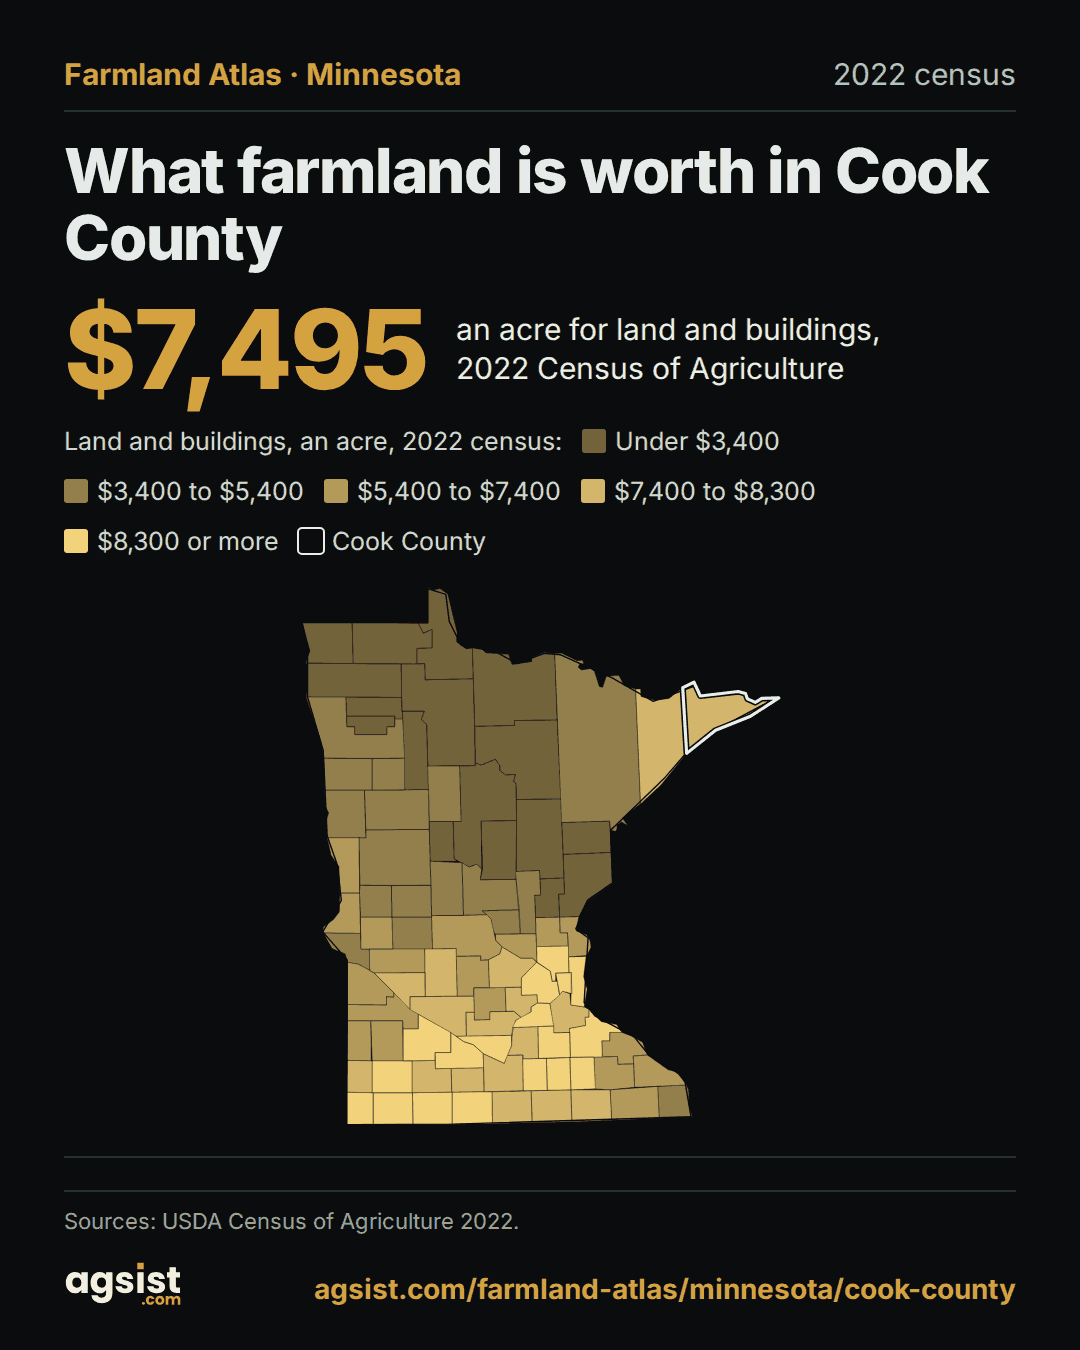 Farmland Atlas · Minnesota
2022 census
What farmland is worth in Cook
County
$7,495
an acre for land and buildings,
2022 Census of Agriculture
Land and buildings, an acre, 2022 census: Under $3,400
$3,400 to $5,400 $5,400 to $7,400 $7,400 to $8,300
$8,300 or more Cook County
Sources: USDA Census of Agriculture 2022.
agsist
.com
agsist.com/farmland-atlas/minnesota/cook-county